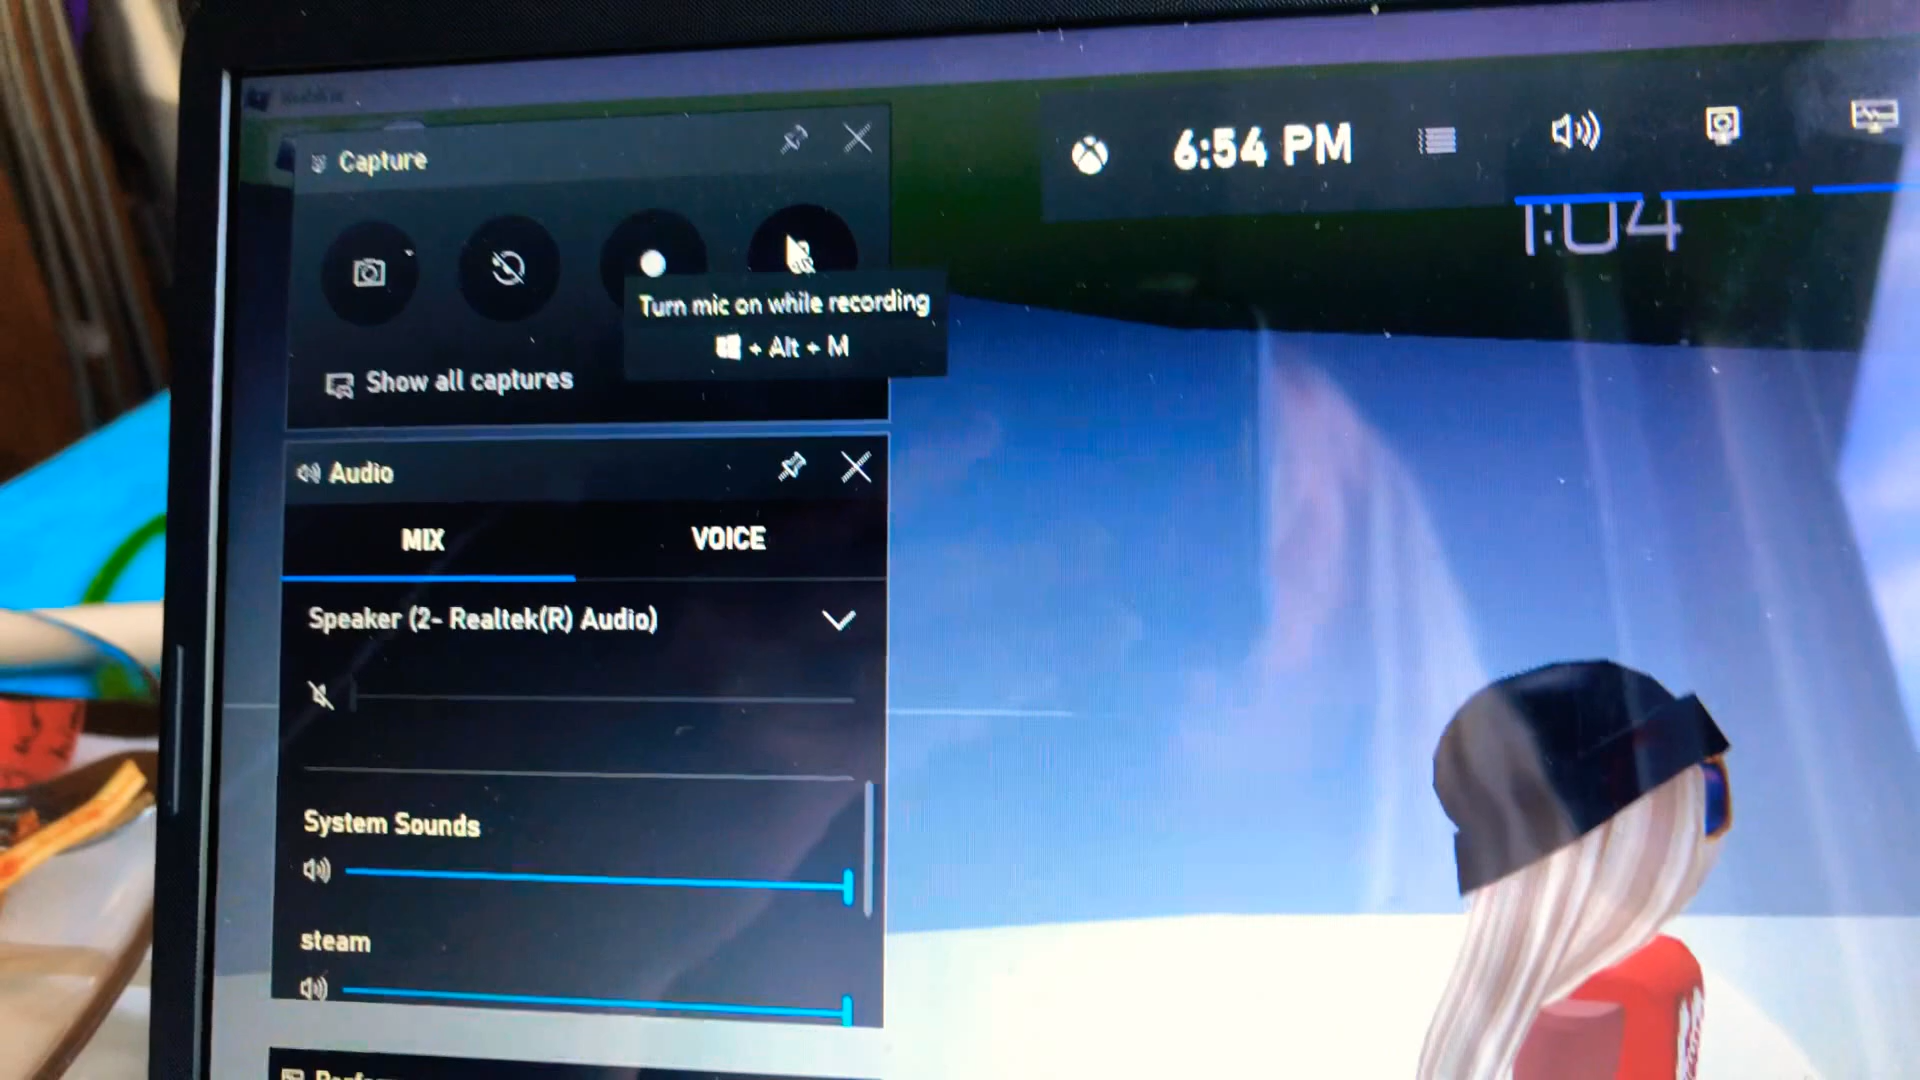 Capture
6:54 PM
1:04
Turn mic on while recording
+ Alt + M
Show all captures
Audio
MIX
VOICE
Speaker (2- Realtek(R) Audio)
System Sounds
steam